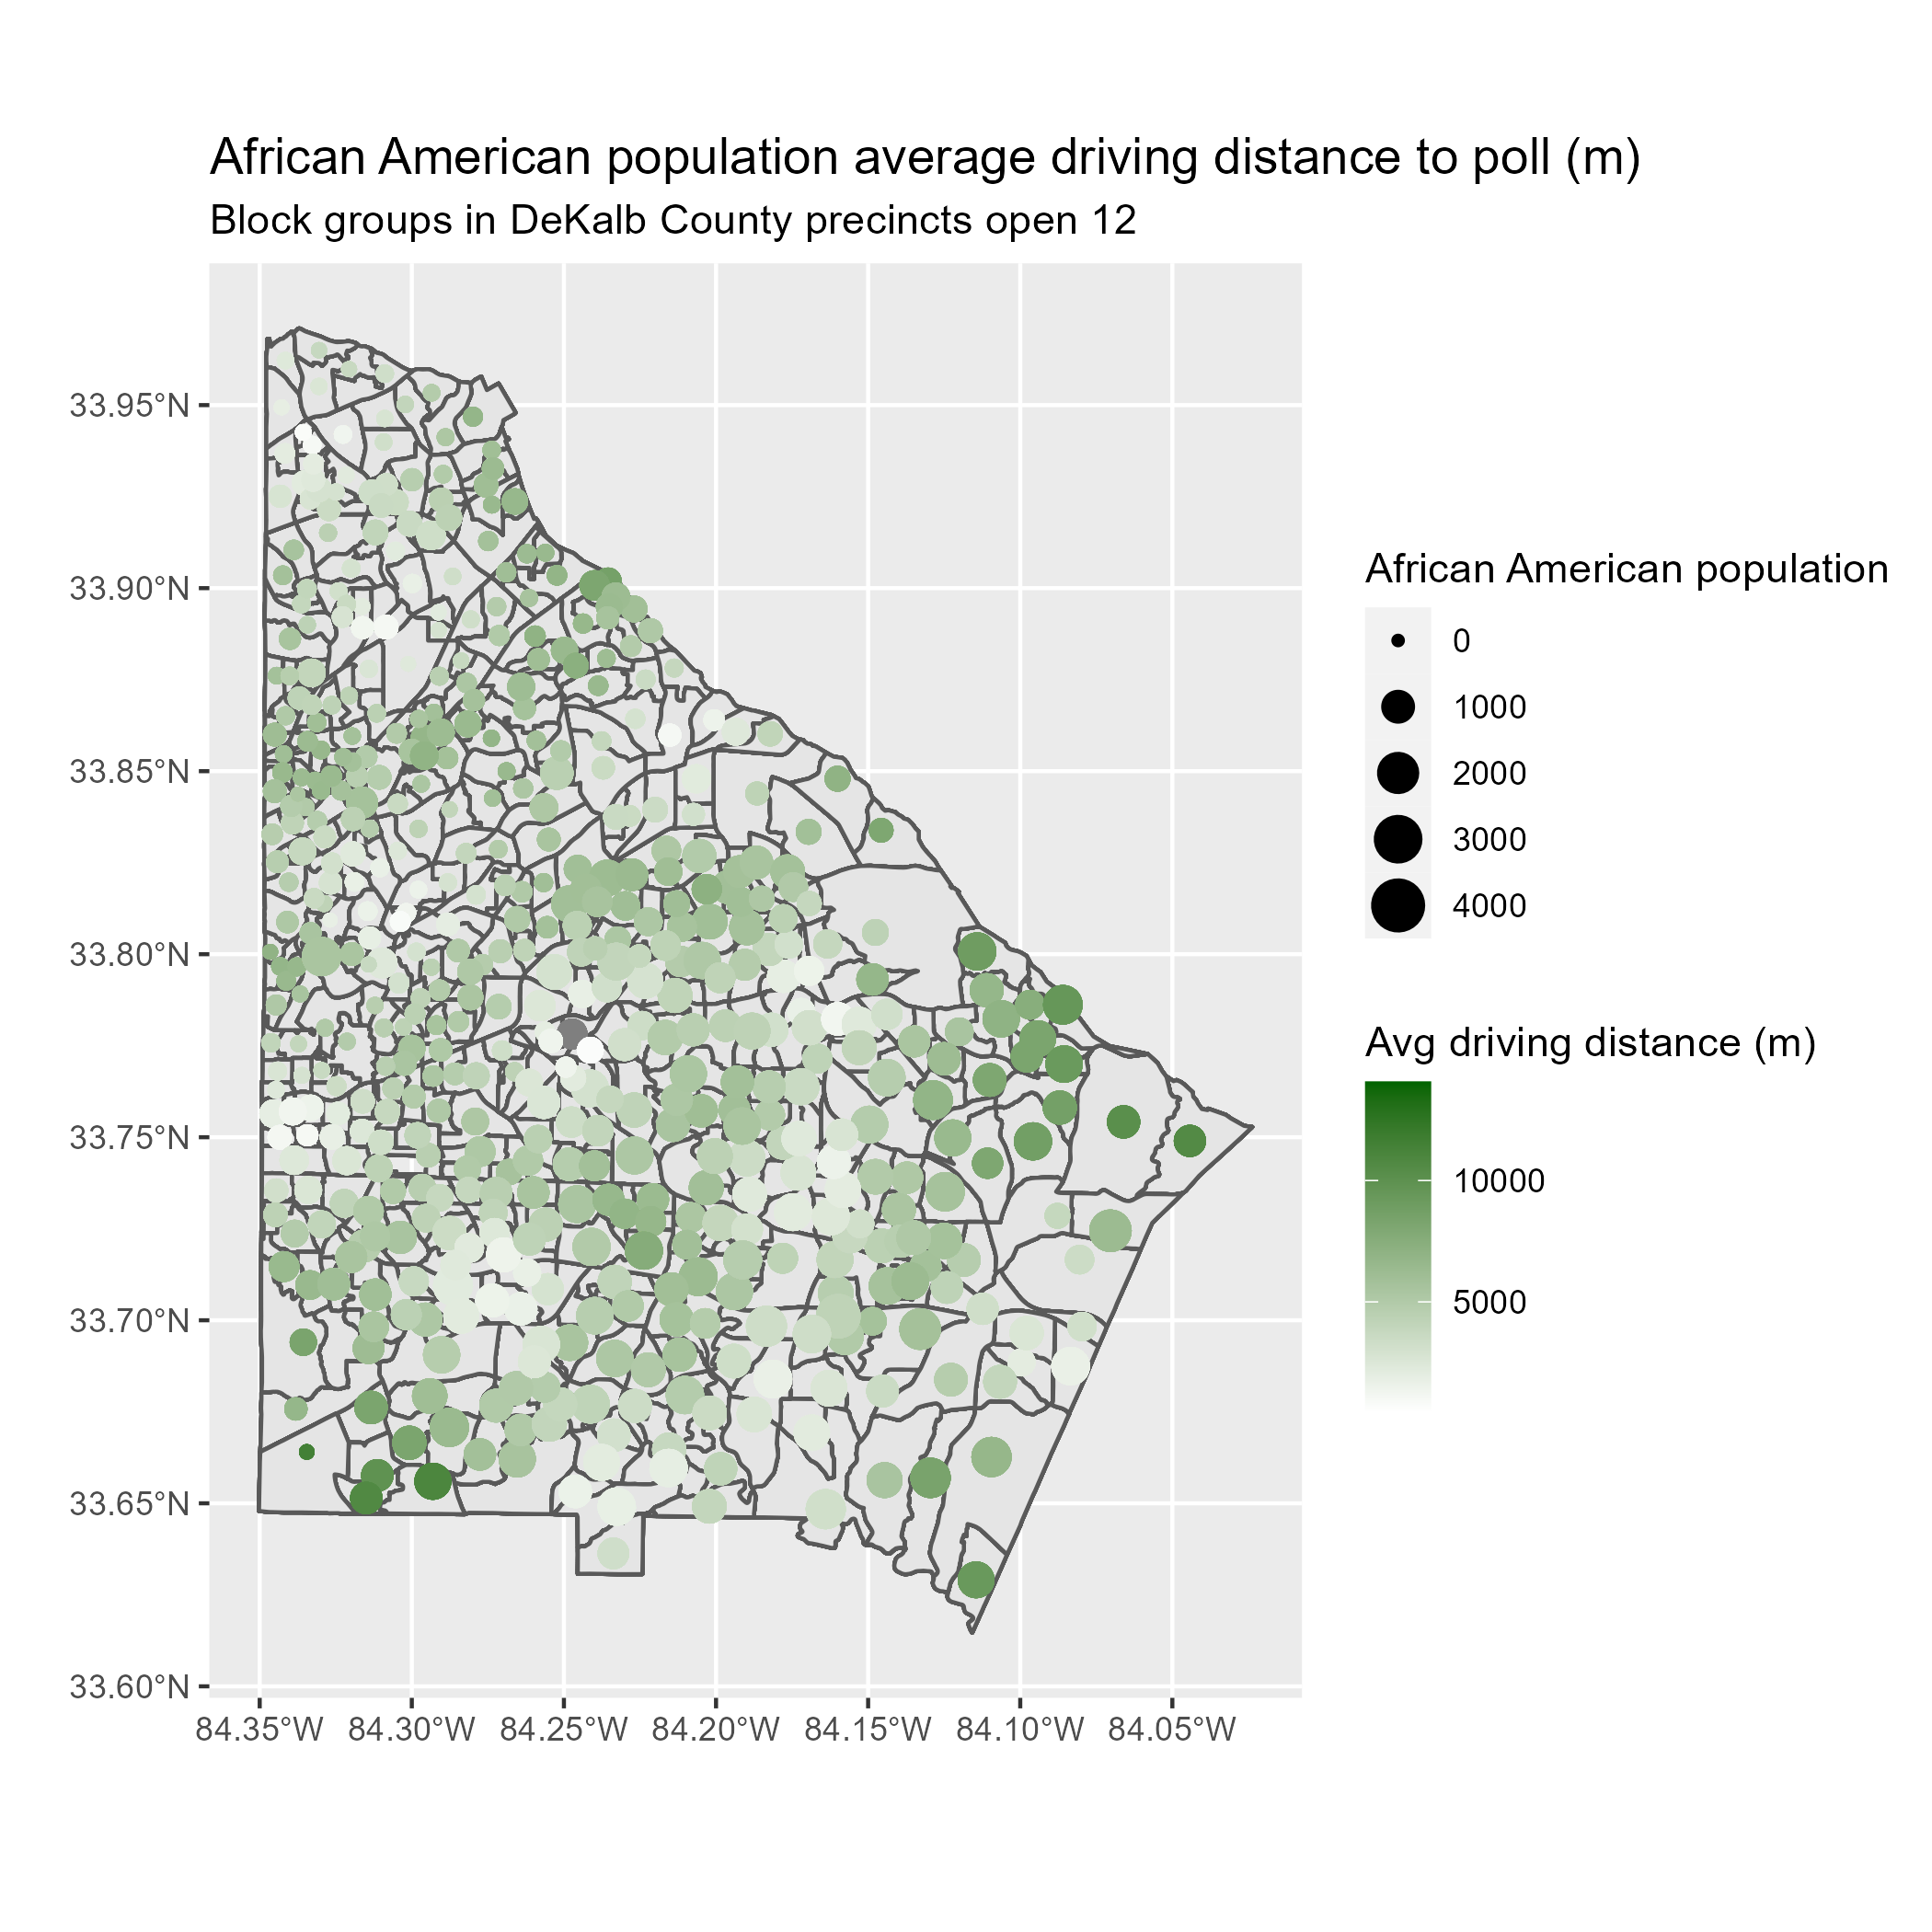 African American population average driving distance to poll (m)
Block groups in DeKalb County precincts open 12
33.95°N
33.90°N
33.85°N
33.80°N
33.75°N
33.70°N
33.65°N
33.60°N
84.35°W 84.30°W 84.25°W 84.20°W 84.15°W 84.10°W 84.05°W
African American population
0
1000
2000
3000
4000
Avg driving distance (m)
10000
5000